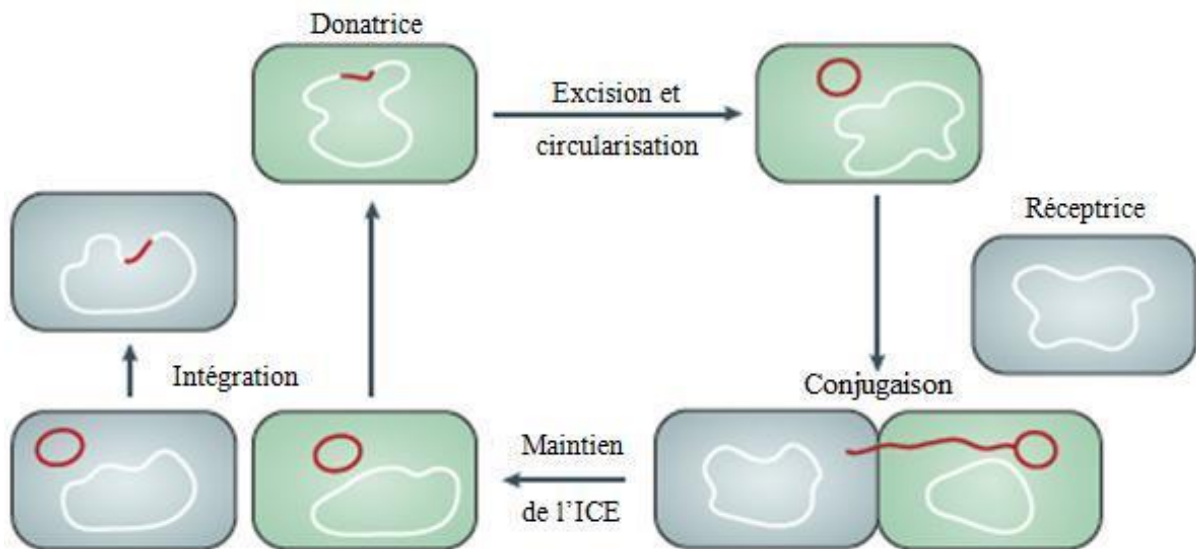 Donatrice
Excision et
circularisation
Réceptrice
Conjugaison
Intégration
Maintien
de l’ICE